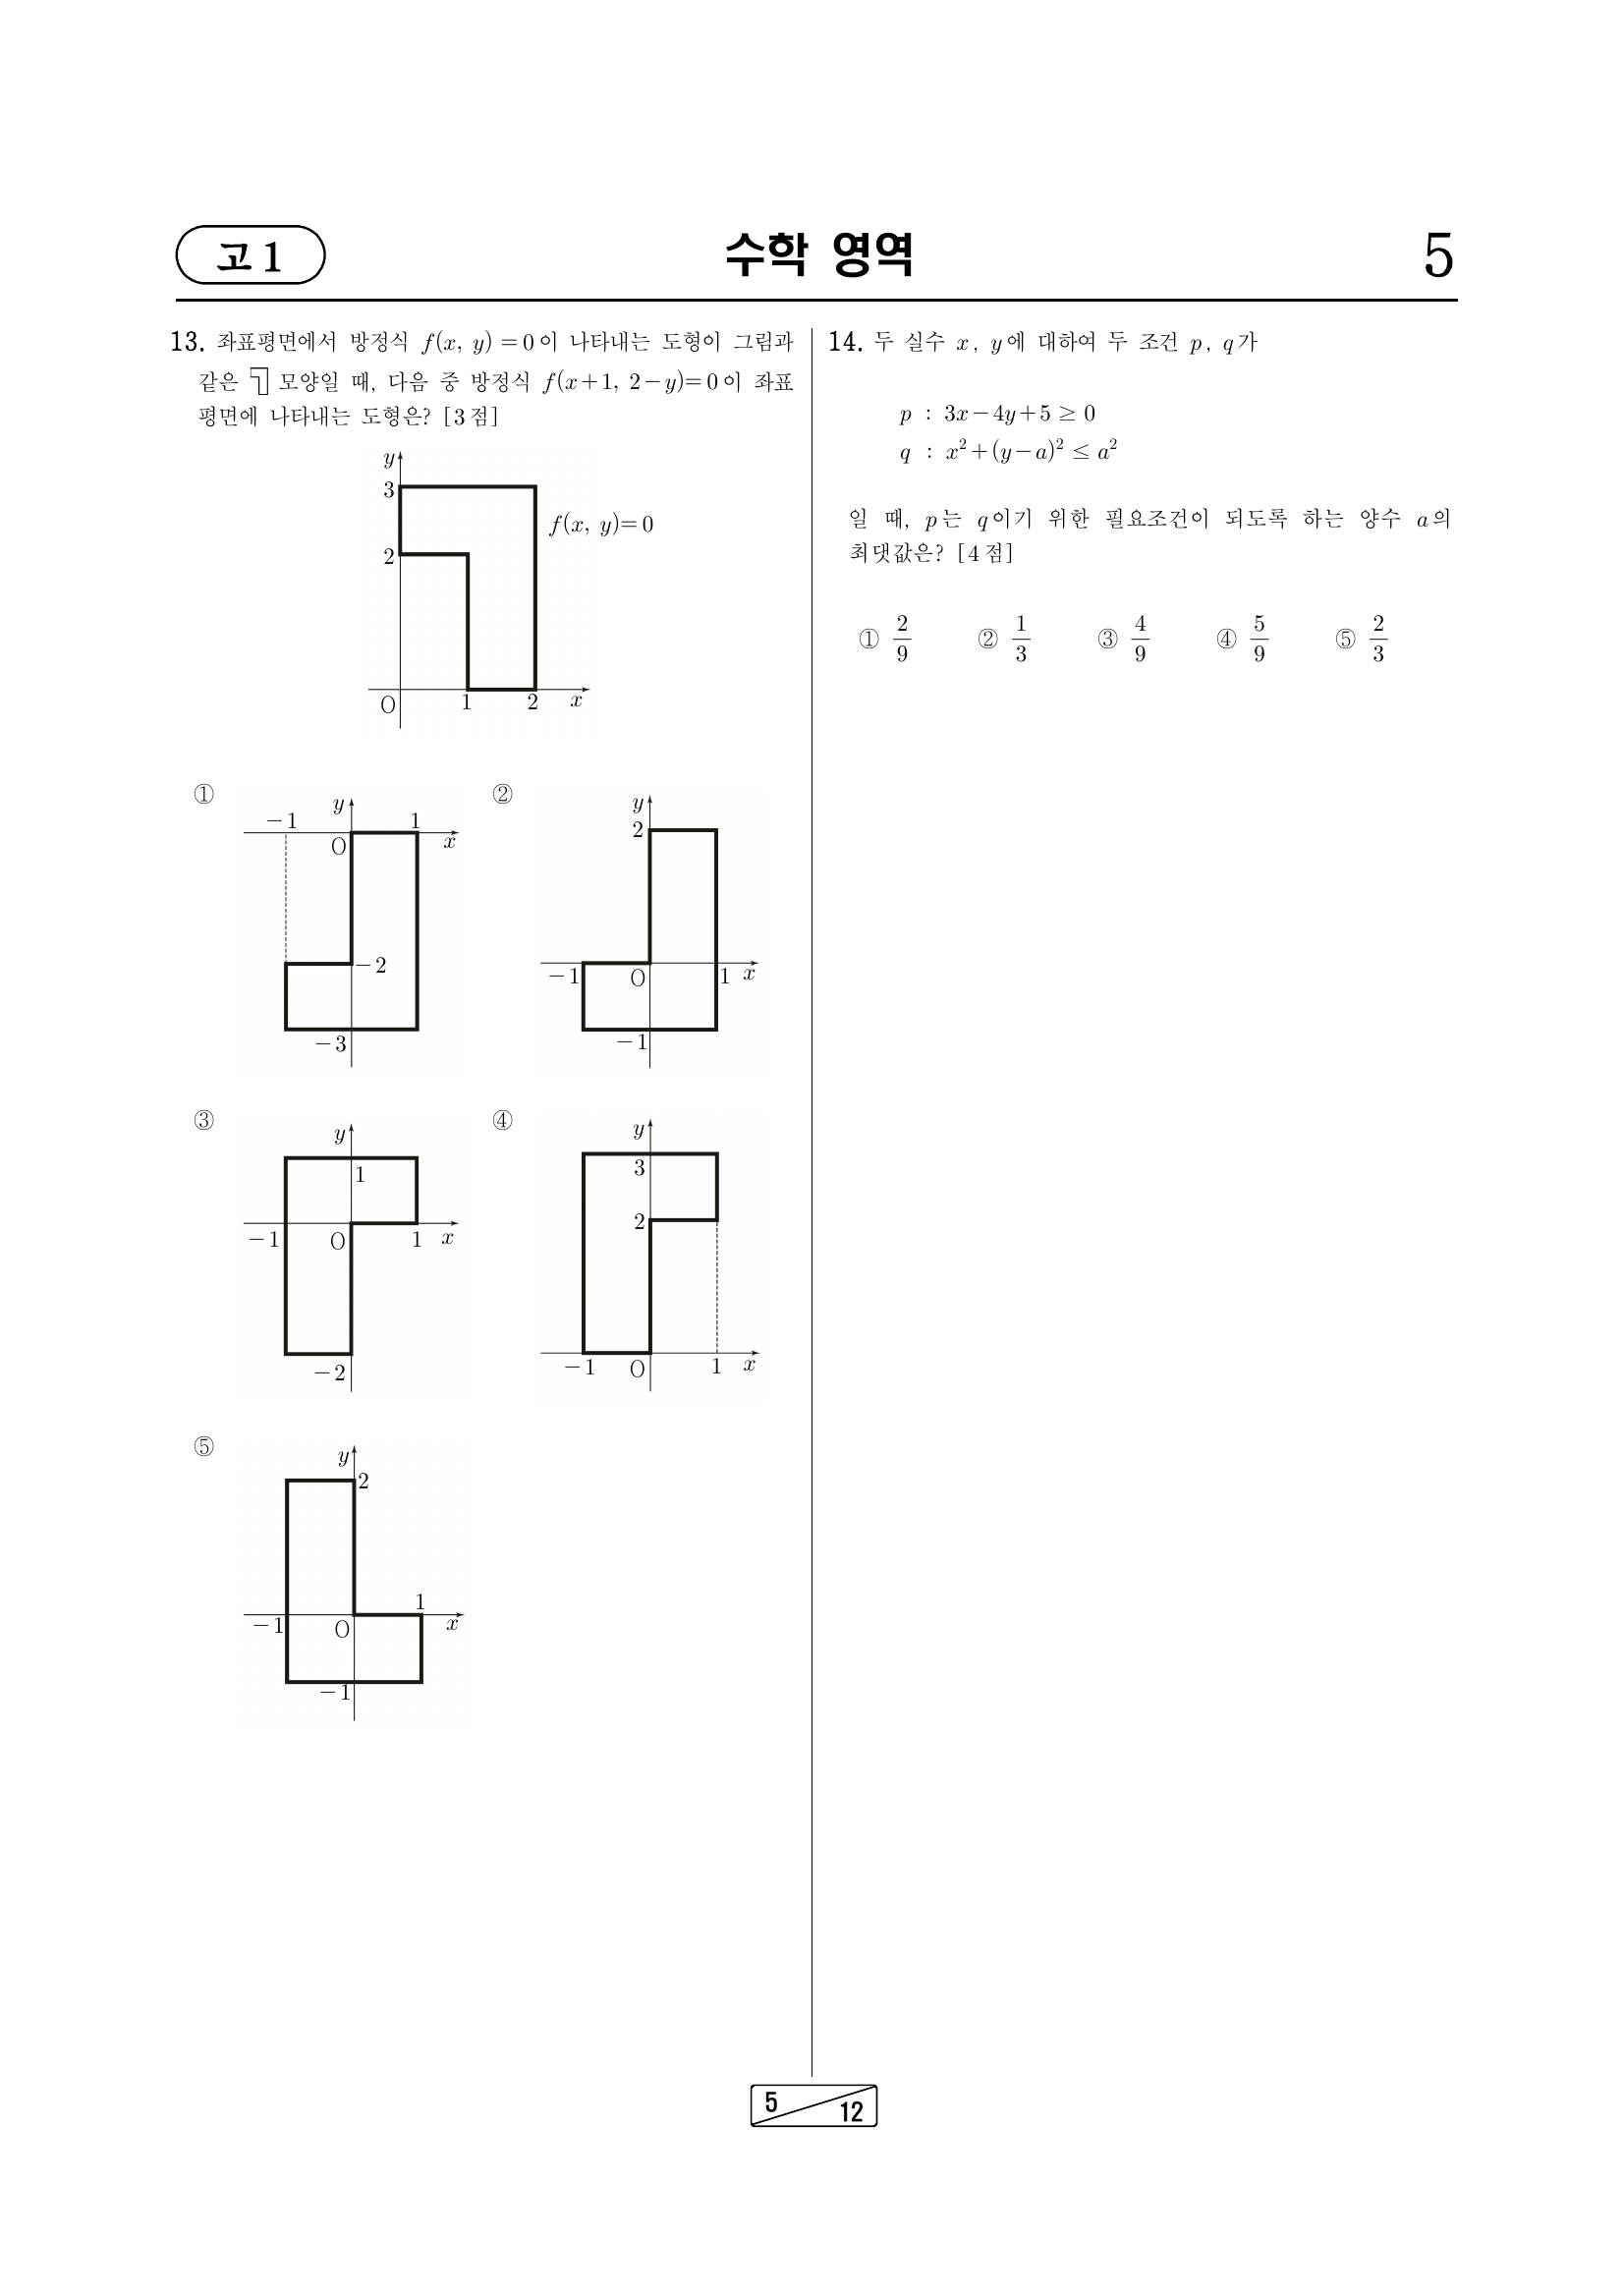 고 1
수학 영역
5
13. 좌표평면에서 방정식 f(x, y) = 0이 나타내는 도형이 그림과
같은 ㄱ 모양일 때, 다음 중 방정식 f(x+1, 2-y)=0이 좌표
평면에 나타내는 도형은? [3점]
y
3
f(x, y)=0
2
O 1 2 x
① ②
y
-1 1
O x
-2
-3
y
2
-1 O 1 x
-1
③ ④
y
1
-1 O 1 x
-2
y
3
2
-1 O 1 x
⑤
y
2
1
-1 O x
-1
14. 두 실수 x, y에 대하여 두 조건 p, q가
p : 3x-4y+5 ≥ 0
q : x²+(y-a)² ≤ a²
일 때, p는 q이기 위한 필요조건이 되도록 하는 양수 a의
최댓값은? [4점]
① 2/9 ② 1/3 ③ 4/9 ④ 5/9 ⑤ 2/3
5
12